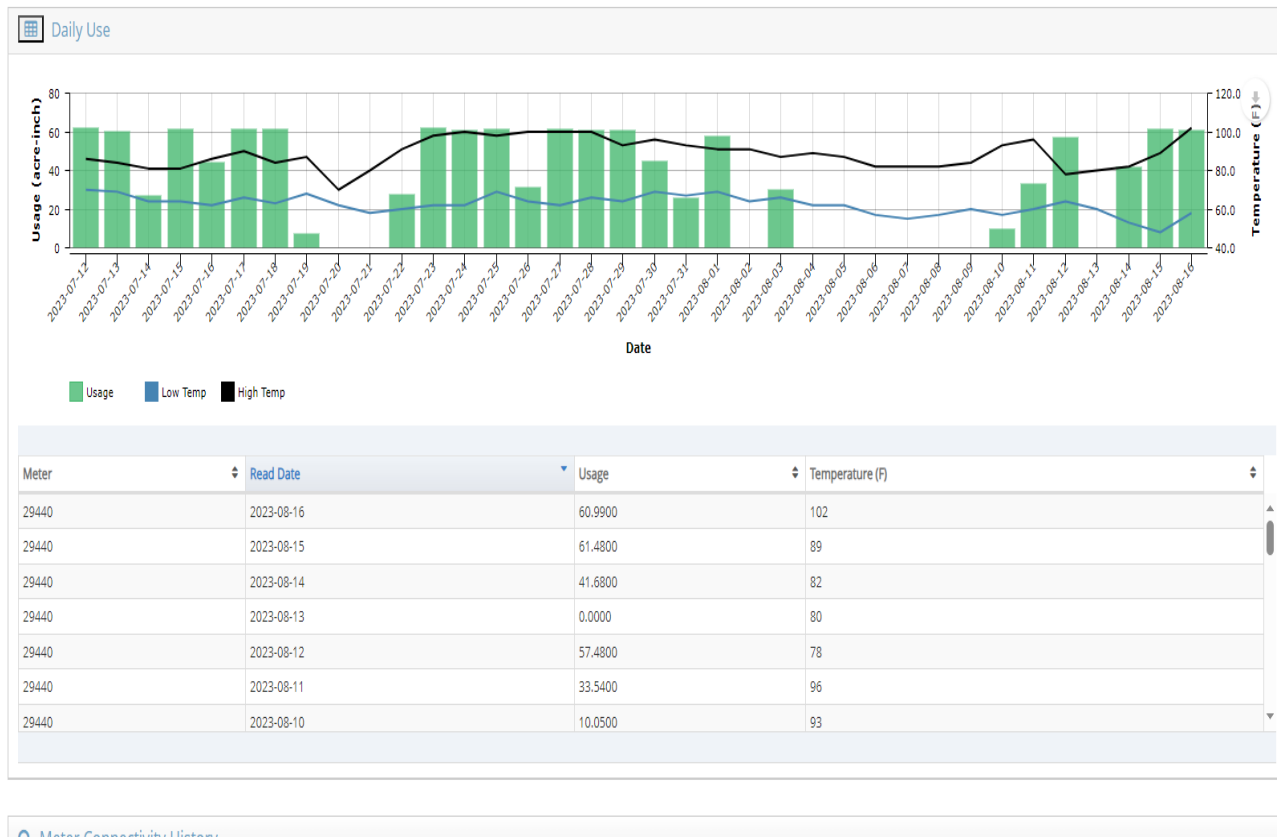 Daily Use
Usage (acre-inch)
80
60
40
20
0
120.0
100.0
80.0
60.0
40.0
Temperature (F)
2023-07-12 2023-07-13 2023-07-14 2023-07-15 2023-07-16 2023-07-17 2023-07-18 2023-07-19 2023-07-20 2023-07-21 2023-07-22 2023-07-23 2023-07-24 2023-07-25 2023-07-26 2023-07-27 2023-07-28 2023-07-29 2023-07-30 2023-07-31 2023-08-01 2023-08-02 2023-08-03 2023-08-04 2023-08-05 2023-08-06 2023-08-07 2023-08-08 2023-08-09 2023-08-10 2023-08-11 2023-08-12 2023-08-13 2023-08-14 2023-08-15 2023-08-16
Date
Usage Low Temp High Temp
Meter Read Date Usage Temperature (F)
29440 2023-08-16 60.9900 102
29440 2023-08-15 61.4800 89
29440 2023-08-14 41.6800 82
29440 2023-08-13 0.0000 80
29440 2023-08-12 57.4800 78
29440 2023-08-11 33.5400 96
29440 2023-08-10 10.0500 93
Meter Connectivity History